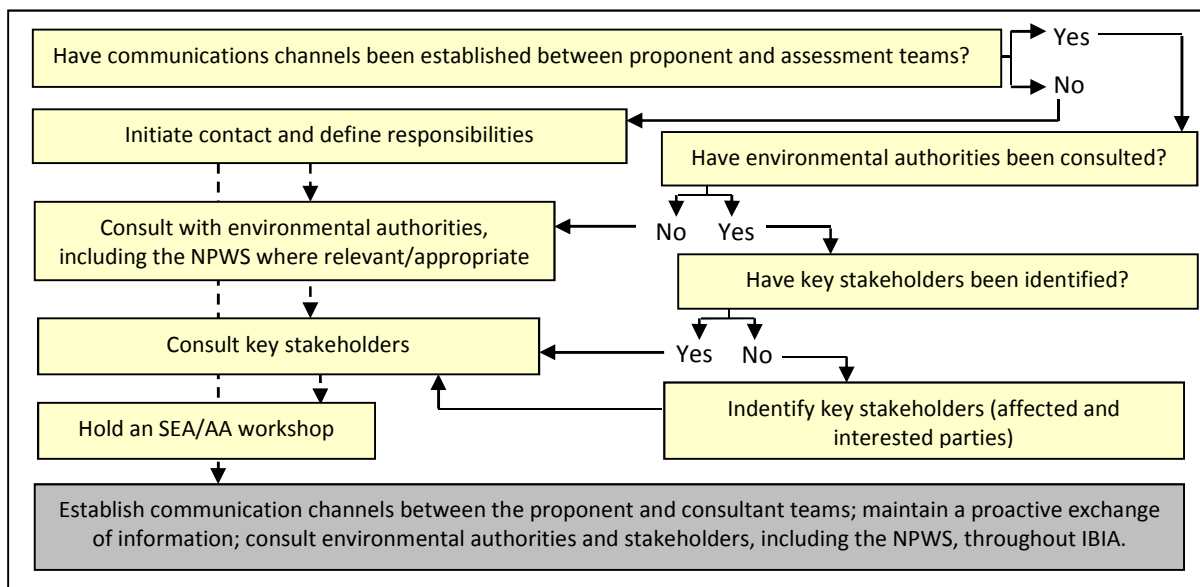 Have communications channels been established between proponent and assessment teams?
Yes
No
Initiate contact and define responsibilities
Have environmental authorities been consulted?
Consult with environmental authorities,
including the NPWS where relevant/appropriate
No
Yes
Have key stakeholders been identified?
Consult key stakeholders
Yes
No
Hold an SEA/AA workshop
Indentify key stakeholders (affected and
interested parties)
Establish communication channels between the proponent and consultant teams; maintain a proactive exchange
of information; consult environmental authorities and stakeholders, including the NPWS, throughout IBIA.